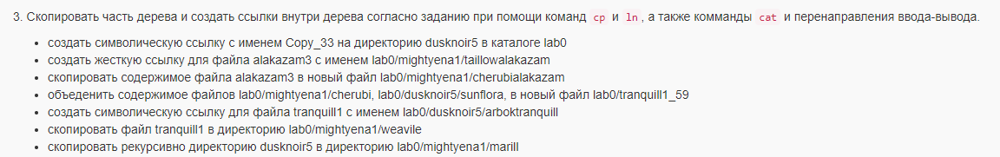 3. Скопировать часть дерева и создать ссылки внутри дерева согласно заданию при помощи команд cp и ln, а также комманды cat и перенаправления ввода-вывода.
• создать символическую ссылку c именем Copy_33 на директорию dusknoir5 в каталоге lab0
• создать жесткую ссылку для файла alakazam3 с именем lab0/mightyena1/taillowalakazam
• скопировать содержимое файла alakazam3 в новый файл lab0/mightyena1/cherubialakazam
• объеденить содержимое файлов lab0/mightyena1/cherubi, lab0/dusknoir5/sunflora, в новый файл lab0/tranquill1_59
• создать символическую ссылку для файла tranquill1 с именем lab0/dusknoir5/arboktranquill
• скопировать файл tranquill1 в директорию lab0/mightyena1/weavile
• скопировать рекурсивно директорию dusknoir5 в директорию lab0/mightyena1/marill